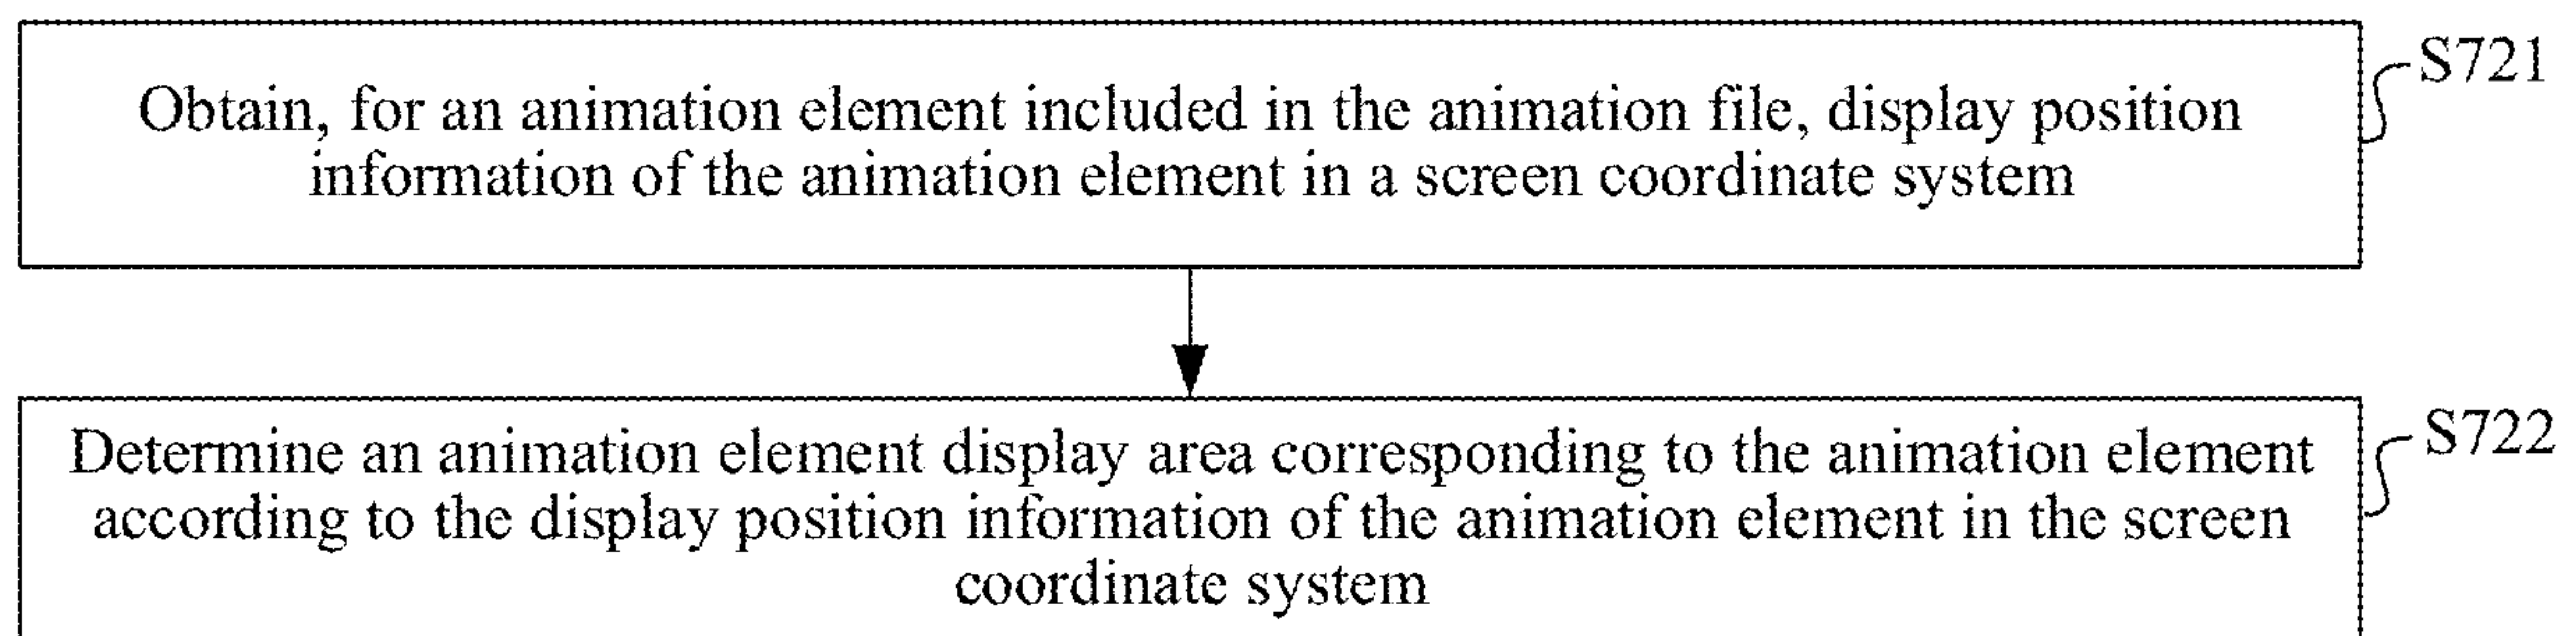 Obtain, for an animation element included in the animation file, display position
information of the animation element in a screen coordinate system
S721
Determine an animation element display area corresponding to the animation element
according to the display position information of the animation element in the screen
coordinate system
S722